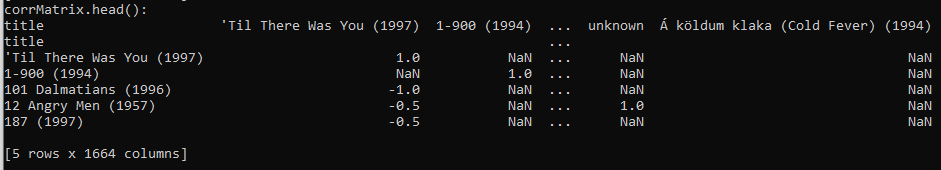 corrMatrix.head():
title                       'Til There Was You (1997)  1-900 (1994)  ...  unknown  Á köldum klaka (Cold Fever) (1994)
title                                                                ...
'Til There Was You (1997)                         1.0           NaN  ...      NaN                                 NaN
1-900 (1994)                                      NaN           1.0  ...      NaN                                 NaN
101 Dalmatians (1996)                            -1.0           NaN  ...      NaN                                 NaN
12 Angry Men (1957)                              -0.5           NaN  ...      1.0                                 NaN
187 (1997)                                       -0.5           NaN  ...      NaN                                 NaN
[5 rows x 1664 columns]